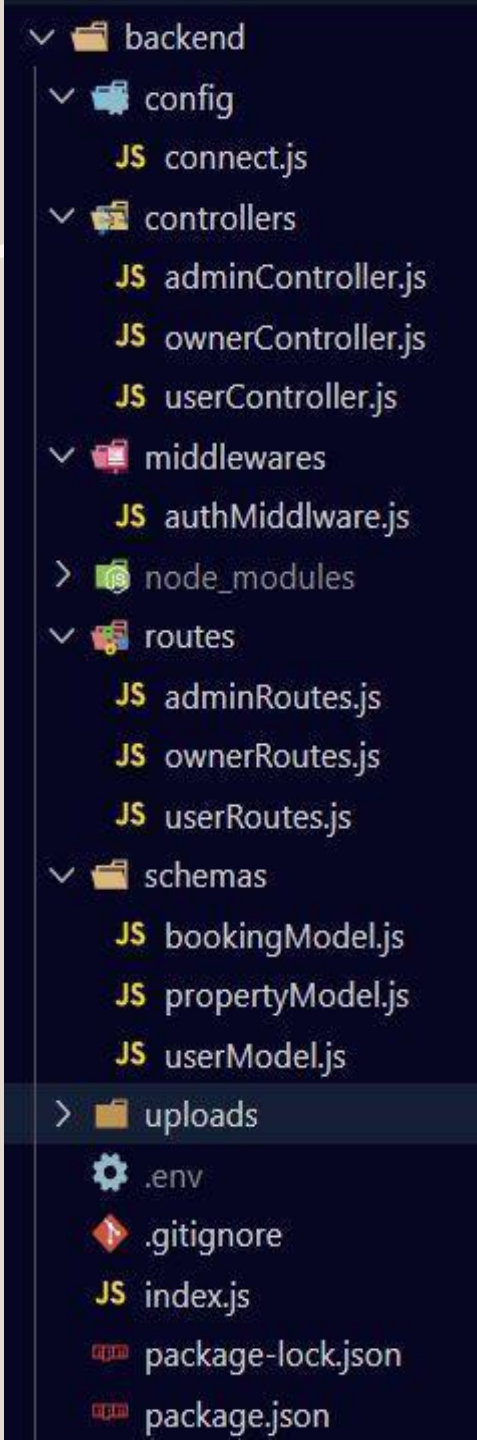 backend
config
JS connect.js
controllers
JS adminController.js
JS ownerController.js
JS userController.js
middlewares
JS authMiddlware.js
node_modules
routes
JS adminRoutes.js
JS ownerRoutes.js
JS userRoutes.js
schemas
JS bookingModel.js
JS propertyModel.js
JS userModel.js
uploads
.env
.gitignore
JS index.js
npm package-lock.json
npm package.json